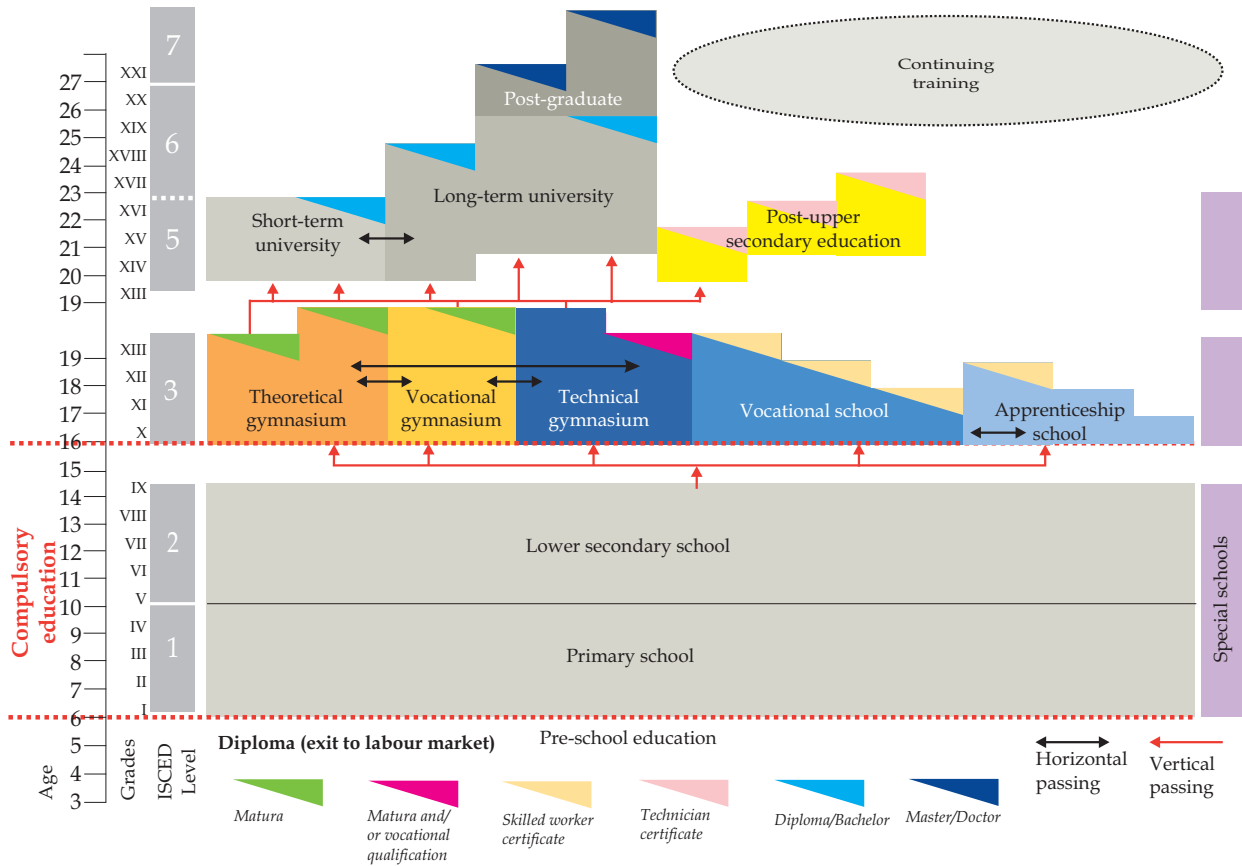 7
XXI
27
XX
26
XIX
25
6
XVIII
24
XVII
23
XVI
22
5
XV
21
XIV
20
XIII
19
Continuing
training
Post-graduate
Long-term university
Short-term
university
Post-upper
secondary education
19
XIII
18
XII
3
17
XI
16
X
Theoretical
gymnasium
Vocational
gymnasium
Technical
gymnasium
Vocational school
Apprenticeship
school
15
IX
14
VIII
13
2
VII
12
VI
11
V
10
IV
9
III
1
8
II
7
I
6
Compulsory
education
Lower secondary school
Primary school
Special schools
5
4
3
Age
Grades
ISCED
Level
Diploma (exit to labour market)
Pre-school education
Horizontal
passing
Vertical
passing
Matura
Matura and/
or vocational
qualification
Skilled worker
certificate
Technician
certificate
Diploma/Bachelor
Master/Doctor